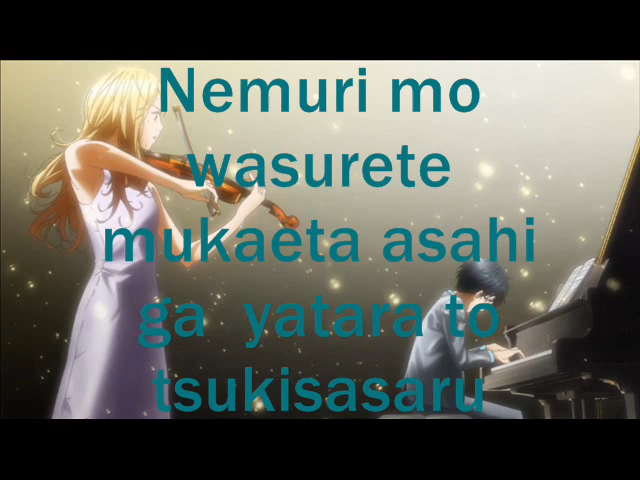 Nemuri mo
wasurete
mukaeta asahi
ga  yatara to
tsukisasaru